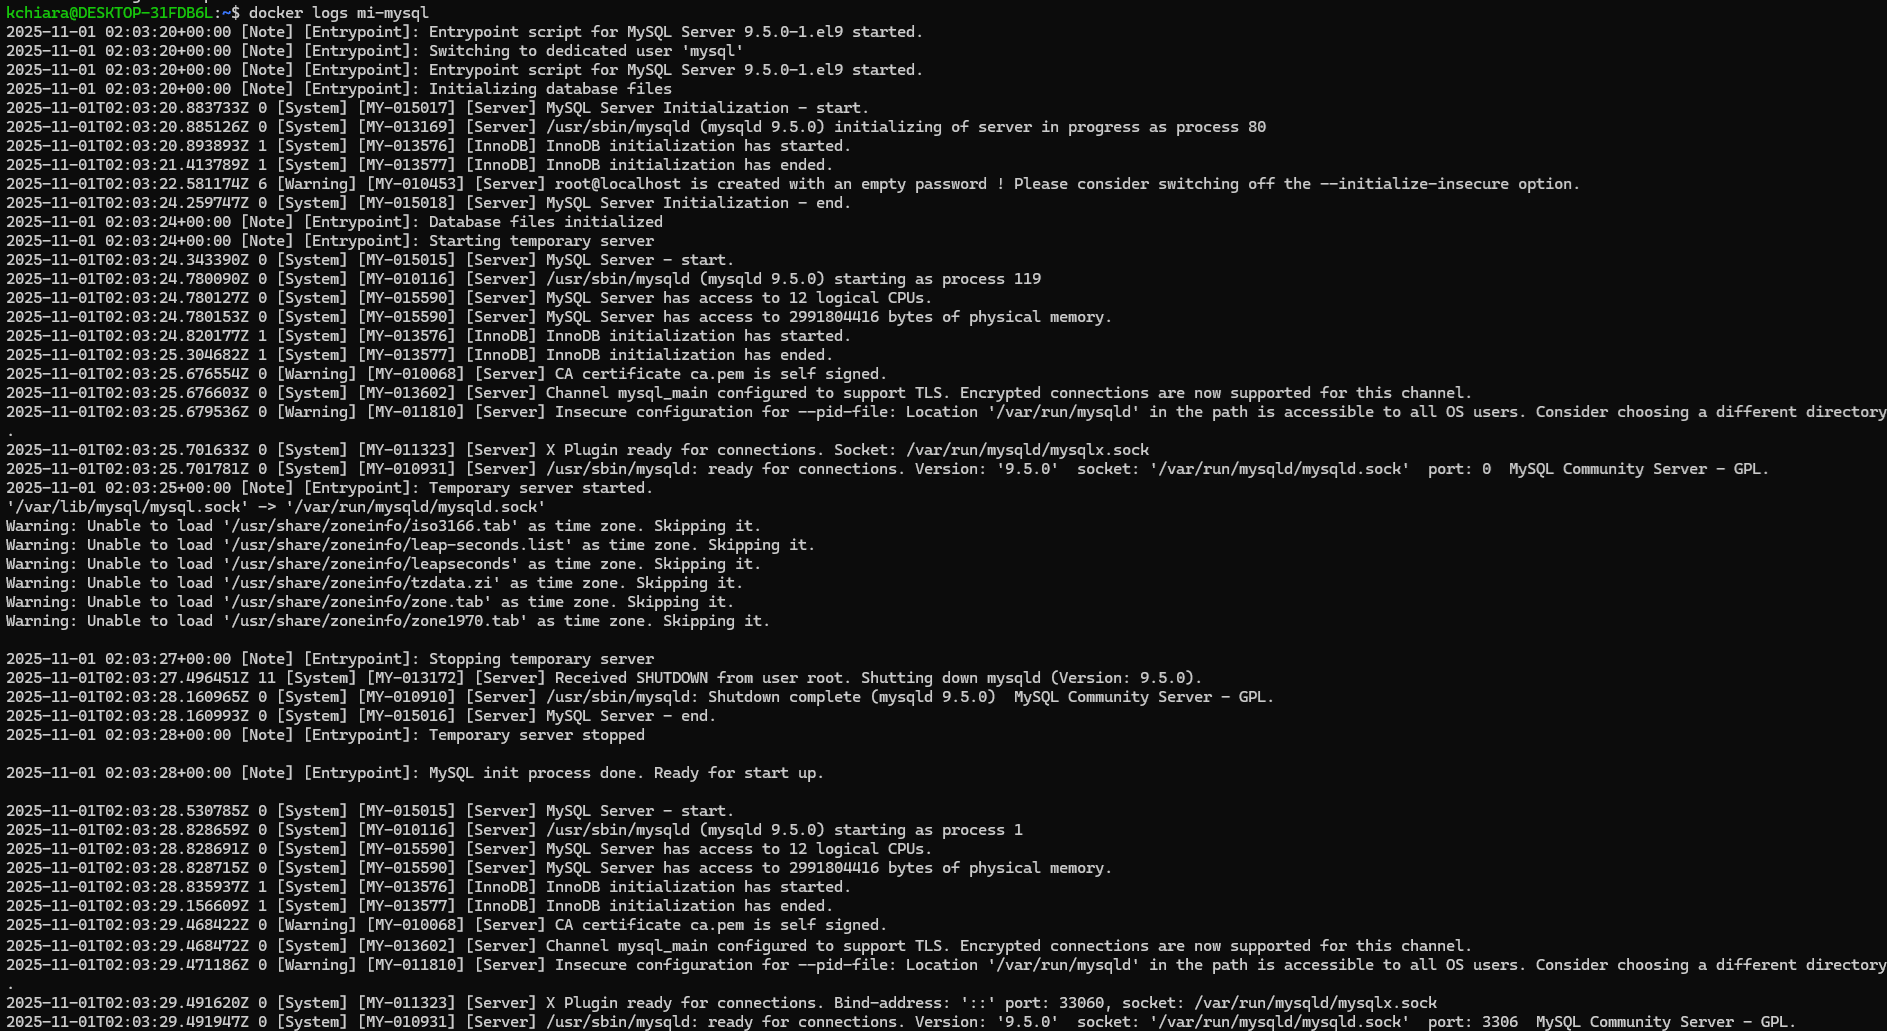 kchiara@DESKTOP-31FDB6L:~$ docker logs mi-mysql
2025-11-01 02:03:20+00:00 [Note] [Entrypoint]: Entrypoint script for MySQL Server 9.5.0-1.el9 started.
2025-11-01 02:03:20+00:00 [Note] [Entrypoint]: Switching to dedicated user 'mysql'
2025-11-01 02:03:20+00:00 [Note] [Entrypoint]: Entrypoint script for MySQL Server 9.5.0-1.el9 started.
2025-11-01 02:03:20+00:00 [Note] [Entrypoint]: Initializing database files
2025-11-01T02:03:20.883733Z 0 [System] [MY-015017] [Server] MySQL Server Initialization - start.
2025-11-01T02:03:20.885126Z 0 [System] [MY-013169] [Server] /usr/sbin/mysqld (mysqld 9.5.0) initializing of server in progress as process 80
2025-11-01T02:03:20.893893Z 1 [System] [MY-013576] [InnoDB] InnoDB initialization has started.
2025-11-01T02:03:21.413789Z 1 [System] [MY-013577] [InnoDB] InnoDB initialization has ended.
2025-11-01T02:03:22.581174Z 6 [Warning] [MY-010453] [Server] root@localhost is created with an empty password ! Please consider switching off the --initialize-insecure option.
2025-11-01T02:03:24.259747Z 0 [System] [MY-015018] [Server] MySQL Server Initialization - end.
2025-11-01 02:03:24+00:00 [Note] [Entrypoint]: Database files initialized
2025-11-01 02:03:24+00:00 [Note] [Entrypoint]: Starting temporary server
2025-11-01T02:03:24.343390Z 0 [System] [MY-015015] [Server] MySQL Server - start.
2025-11-01T02:03:24.780090Z 0 [System] [MY-010116] [Server] /usr/sbin/mysqld (mysqld 9.5.0) starting as process 119
2025-11-01T02:03:24.780127Z 0 [System] [MY-015590] [Server] MySQL Server has access to 12 logical CPUs.
2025-11-01T02:03:24.780153Z 0 [System] [MY-015590] [Server] MySQL Server has access to 2991804416 bytes of physical memory.
2025-11-01T02:03:24.820177Z 1 [System] [MY-013576] [InnoDB] InnoDB initialization has started.
2025-11-01T02:03:25.304682Z 1 [System] [MY-013577] [InnoDB] InnoDB initialization has ended.
2025-11-01T02:03:25.676554Z 0 [Warning] [MY-010068] [Server] CA certificate ca.pem is self signed.
2025-11-01T02:03:25.676603Z 0 [System] [MY-013602] [Server] Channel mysql_main configured to support TLS. Encrypted connections are now supported for this channel.
2025-11-01T02:03:25.679536Z 0 [Warning] [MY-011810] [Server] Insecure configuration for --pid-file: Location '/var/run/mysqld' in the path is accessible to all OS users. Consider choosing a different directory
.
2025-11-01T02:03:25.701633Z 0 [System] [MY-011323] [Server] X Plugin ready for connections. Socket: /var/run/mysqld/mysqlx.sock
2025-11-01T02:03:25.701781Z 0 [System] [MY-010931] [Server] /usr/sbin/mysqld: ready for connections. Version: '9.5.0'  socket: '/var/run/mysqld/mysqld.sock'  port: 0  MySQL Community Server - GPL.
2025-11-01 02:03:25+00:00 [Note] [Entrypoint]: Temporary server started.
'/var/lib/mysql/mysql.sock' -> '/var/run/mysqld/mysqld.sock'
Warning: Unable to load '/usr/share/zoneinfo/iso3166.tab' as time zone. Skipping it.
Warning: Unable to load '/usr/share/zoneinfo/leap-seconds.list' as time zone. Skipping it.
Warning: Unable to load '/usr/share/zoneinfo/leapseconds' as time zone. Skipping it.
Warning: Unable to load '/usr/share/zoneinfo/tzdata.zi' as time zone. Skipping it.
Warning: Unable to load '/usr/share/zoneinfo/zone.tab' as time zone. Skipping it.
Warning: Unable to load '/usr/share/zoneinfo/zone1970.tab' as time zone. Skipping it.
2025-11-01 02:03:27+00:00 [Note] [Entrypoint]: Stopping temporary server
2025-11-01T02:03:27.496451Z 11 [System] [MY-013172] [Server] Received SHUTDOWN from user root. Shutting down mysqld (Version: 9.5.0).
2025-11-01T02:03:28.160965Z 0 [System] [MY-010910] [Server] /usr/sbin/mysqld: Shutdown complete (mysqld 9.5.0)  MySQL Community Server - GPL.
2025-11-01T02:03:28.160993Z 0 [System] [MY-015016] [Server] MySQL Server - end.
2025-11-01 02:03:28+00:00 [Note] [Entrypoint]: Temporary server stopped
2025-11-01 02:03:28+00:00 [Note] [Entrypoint]: MySQL init process done. Ready for start up.
2025-11-01T02:03:28.530785Z 0 [System] [MY-015015] [Server] MySQL Server - start.
2025-11-01T02:03:28.828659Z 0 [System] [MY-010116] [Server] /usr/sbin/mysqld (mysqld 9.5.0) starting as process 1
2025-11-01T02:03:28.828691Z 0 [System] [MY-015590] [Server] MySQL Server has access to 12 logical CPUs.
2025-11-01T02:03:28.828715Z 0 [System] [MY-015590] [Server] MySQL Server has access to 2991804416 bytes of physical memory.
2025-11-01T02:03:28.835937Z 1 [System] [MY-013576] [InnoDB] InnoDB initialization has started.
2025-11-01T02:03:29.156609Z 1 [System] [MY-013577] [InnoDB] InnoDB initialization has ended.
2025-11-01T02:03:29.468422Z 0 [Warning] [MY-010068] [Server] CA certificate ca.pem is self signed.
2025-11-01T02:03:29.468472Z 0 [System] [MY-013602] [Server] Channel mysql_main configured to support TLS. Encrypted connections are now supported for this channel.
2025-11-01T02:03:29.471186Z 0 [Warning] [MY-011810] [Server] Insecure configuration for --pid-file: Location '/var/run/mysqld' in the path is accessible to all OS users. Consider choosing a different directory
.
2025-11-01T02:03:29.491620Z 0 [System] [MY-011323] [Server] X Plugin ready for connections. Bind-address: '::' port: 33060, socket: /var/run/mysqld/mysqlx.sock
2025-11-01T02:03:29.491947Z 0 [System] [MY-010931] [Server] /usr/sbin/mysqld: ready for connections. Version: '9.5.0'  socket: '/var/run/mysqld/mysqld.sock'  port: 3306  MySQL Community Server - GPL.